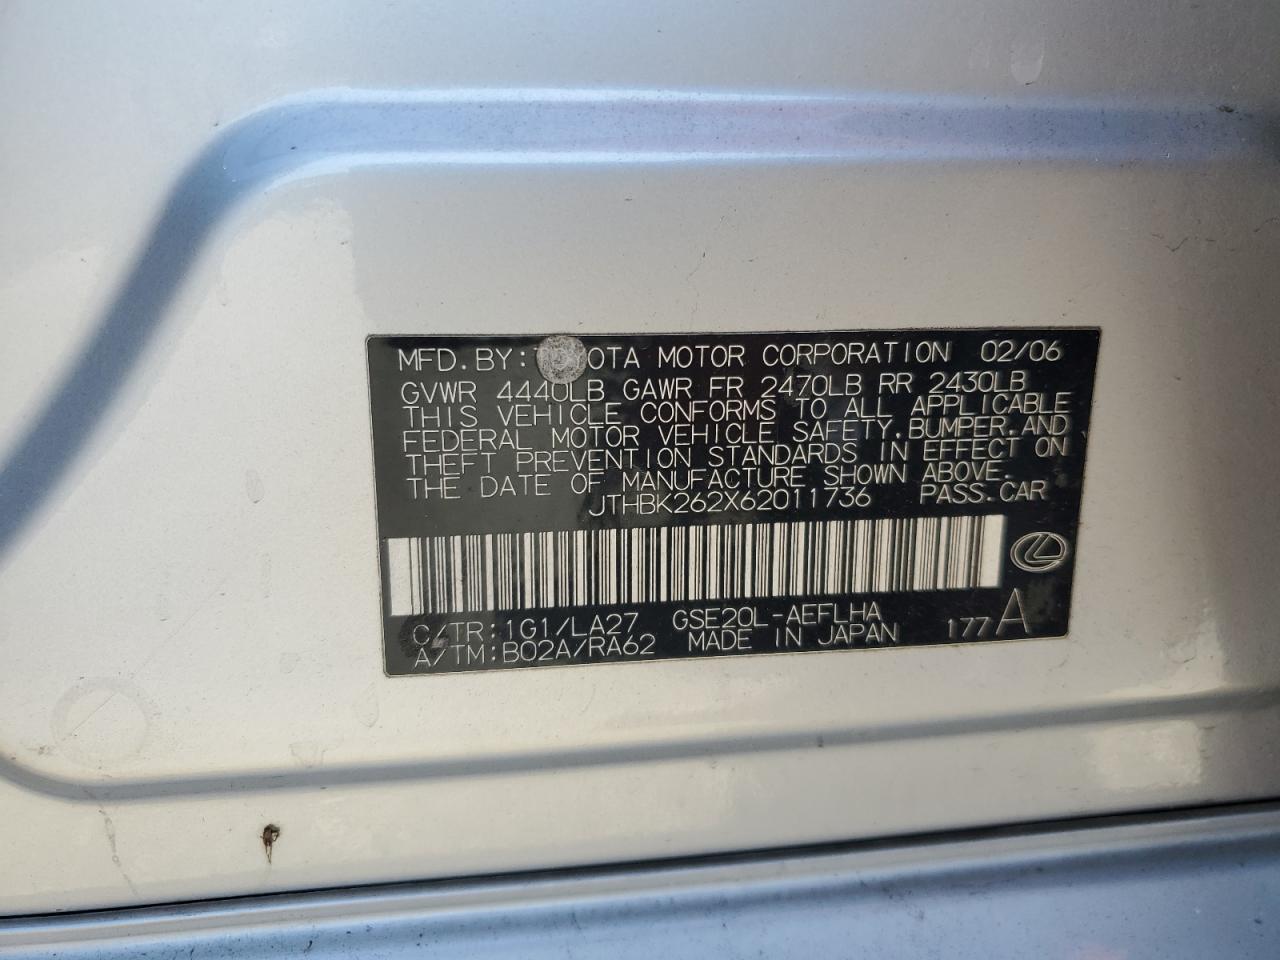 MFD. BY: TOYOTA MOTOR CORPORATION 02/06
GVWR 4440LB GAWR FR 2470LB RR 2430LB
THIS VEHICLE CONFORMS TO ALL APPLICABLE
FEDERAL MOTOR VEHICLE SAFETY, BUMPER, AND
THEFT PREVENTION STANDARDS IN EFFECT ON
THE DATE OF MANUFACTURE SHOWN ABOVE.
JTHBK262X62011736 PASS. CAR
C/TR: 1G1/LA27 GSE20L-AEFLHA
A/TM: B02A/RA62 MADE IN JAPAN 177 A